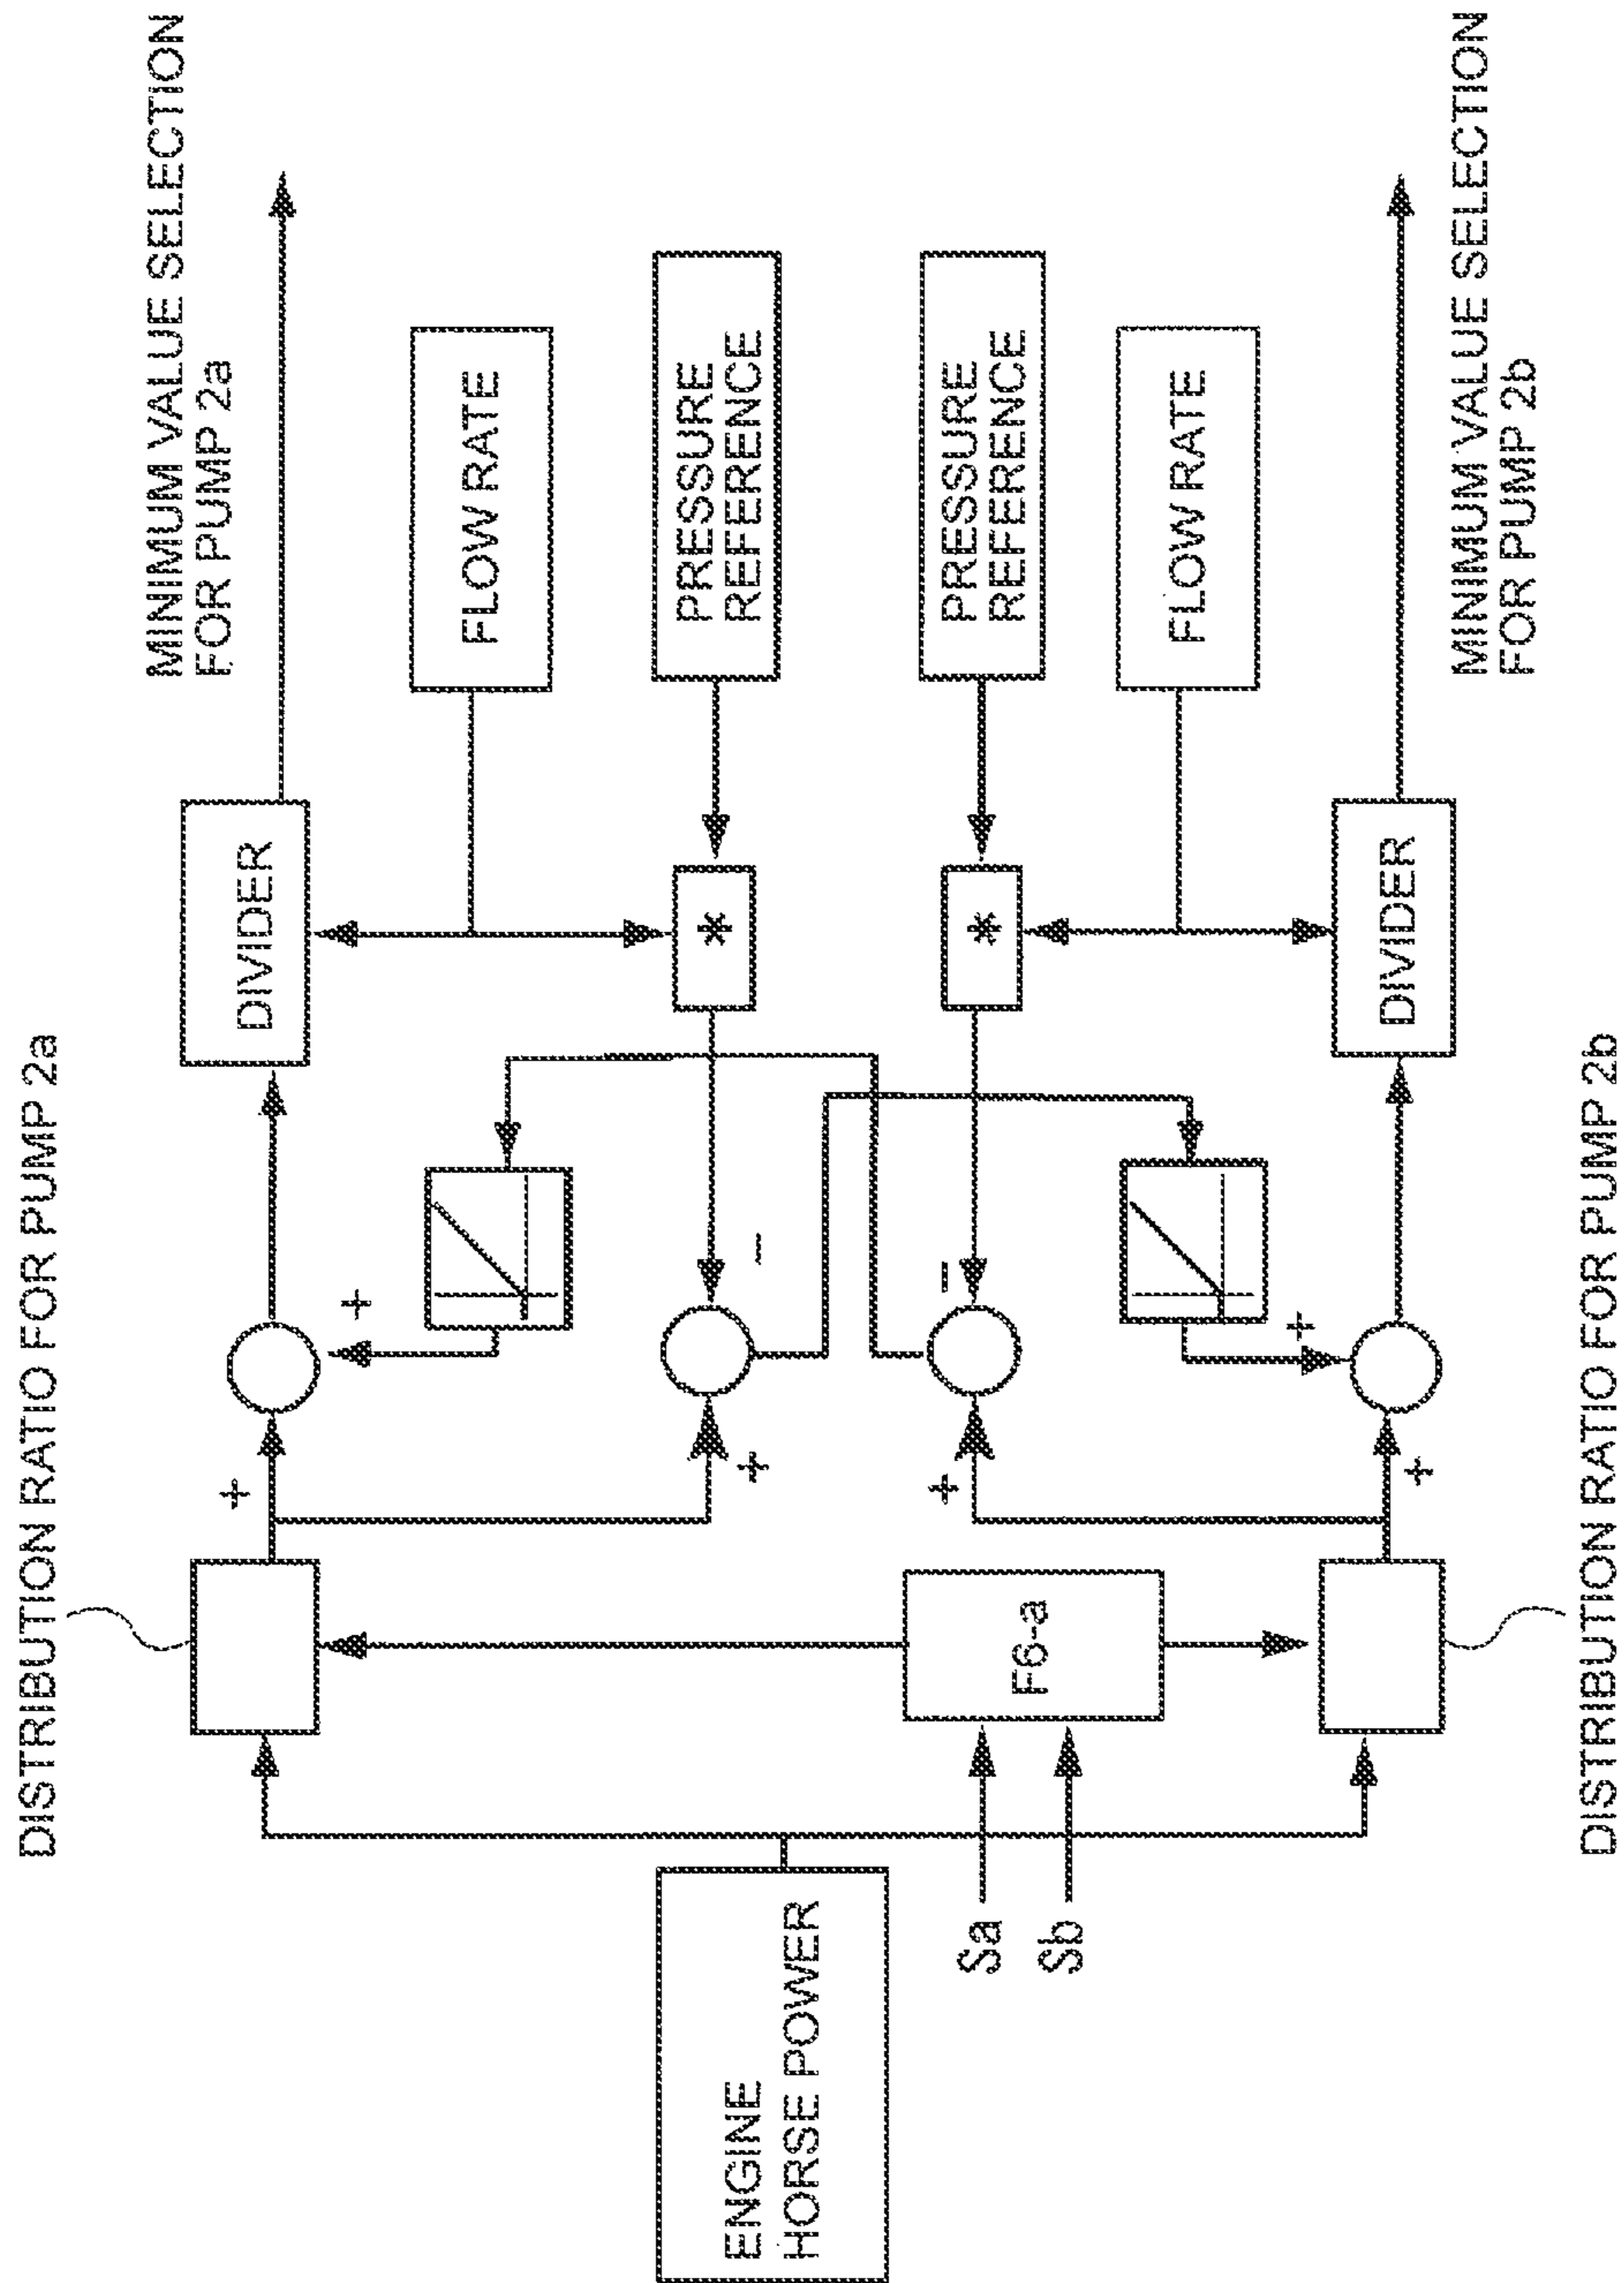 DISTRIBUTION RATIO FOR PUMP 2a
MINIMUM VALUE SELECTION
FOR PUMP 2a
DIVIDER
+
+
FLOW RATE
ENGINE
HORSE POWER
+
-
*
PRESSURE
REFERENCE
Sa
Sb
F6-a
+
-
*
PRESSURE
REFERENCE
FLOW RATE
+
+
DIVIDER
MINIMUM VALUE SELECTION
FOR PUMP 2b
DISTRIBUTION RATIO FOR PUMP 2b